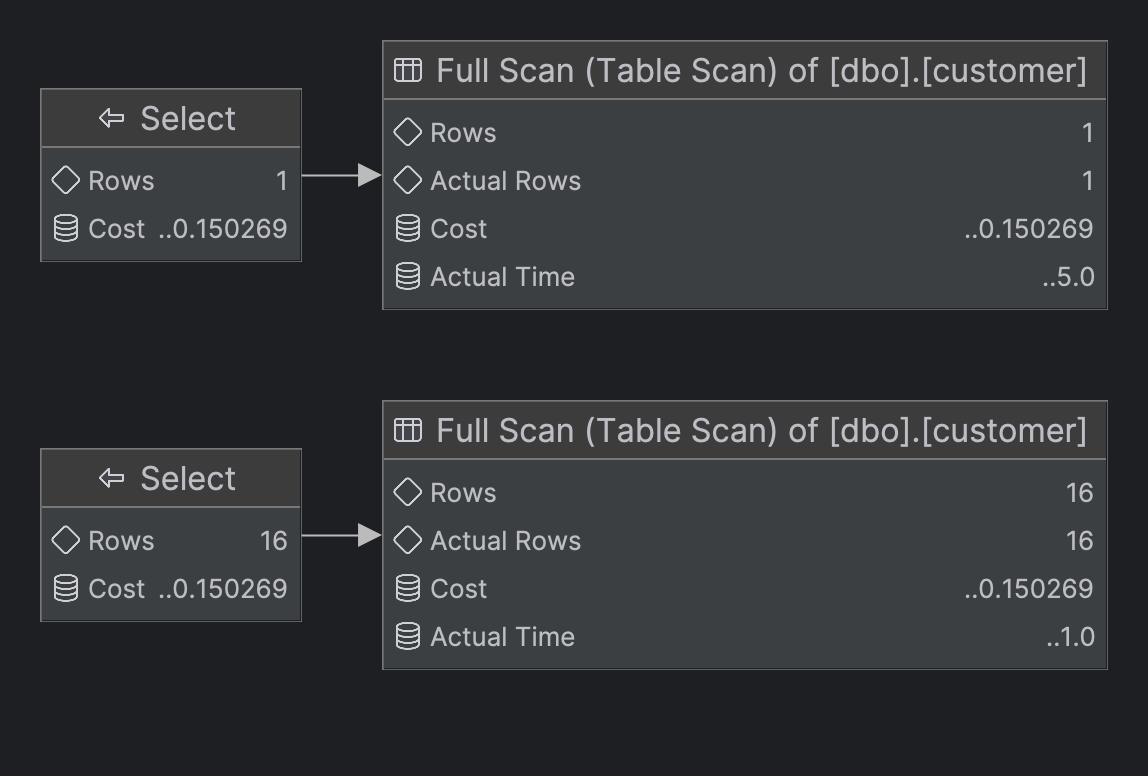 Full Scan (Table Scan) of [dbo].[customer]
Select
Rows 1
Rows 1
Actual Rows 1
Cost ..0.150269
Cost ..0.150269
Actual Time ..5.0
Full Scan (Table Scan) of [dbo].[customer]
Select
Rows 16
Rows 16
Actual Rows 16
Cost ..0.150269
Cost ..0.150269
Actual Time ..1.0